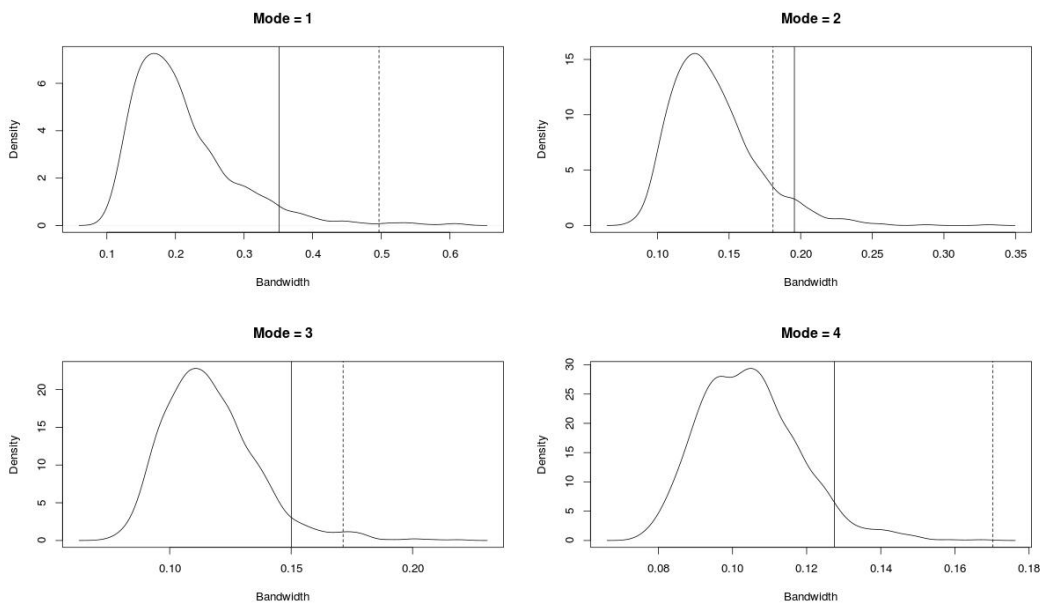 Mode = 1
Density
0 2 4 6
0.1 0.2 0.3 0.4 0.5 0.6
Bandwidth
Mode = 2
Density
0 5 10 15
0.10 0.15 0.20 0.25 0.30 0.35
Bandwidth
Mode = 3
Density
0 5 10 15 20
0.10 0.15 0.20
Bandwidth
Mode = 4
Density
0 5 10 15 20 25 30
0.08 0.10 0.12 0.14 0.16 0.18
Bandwidth